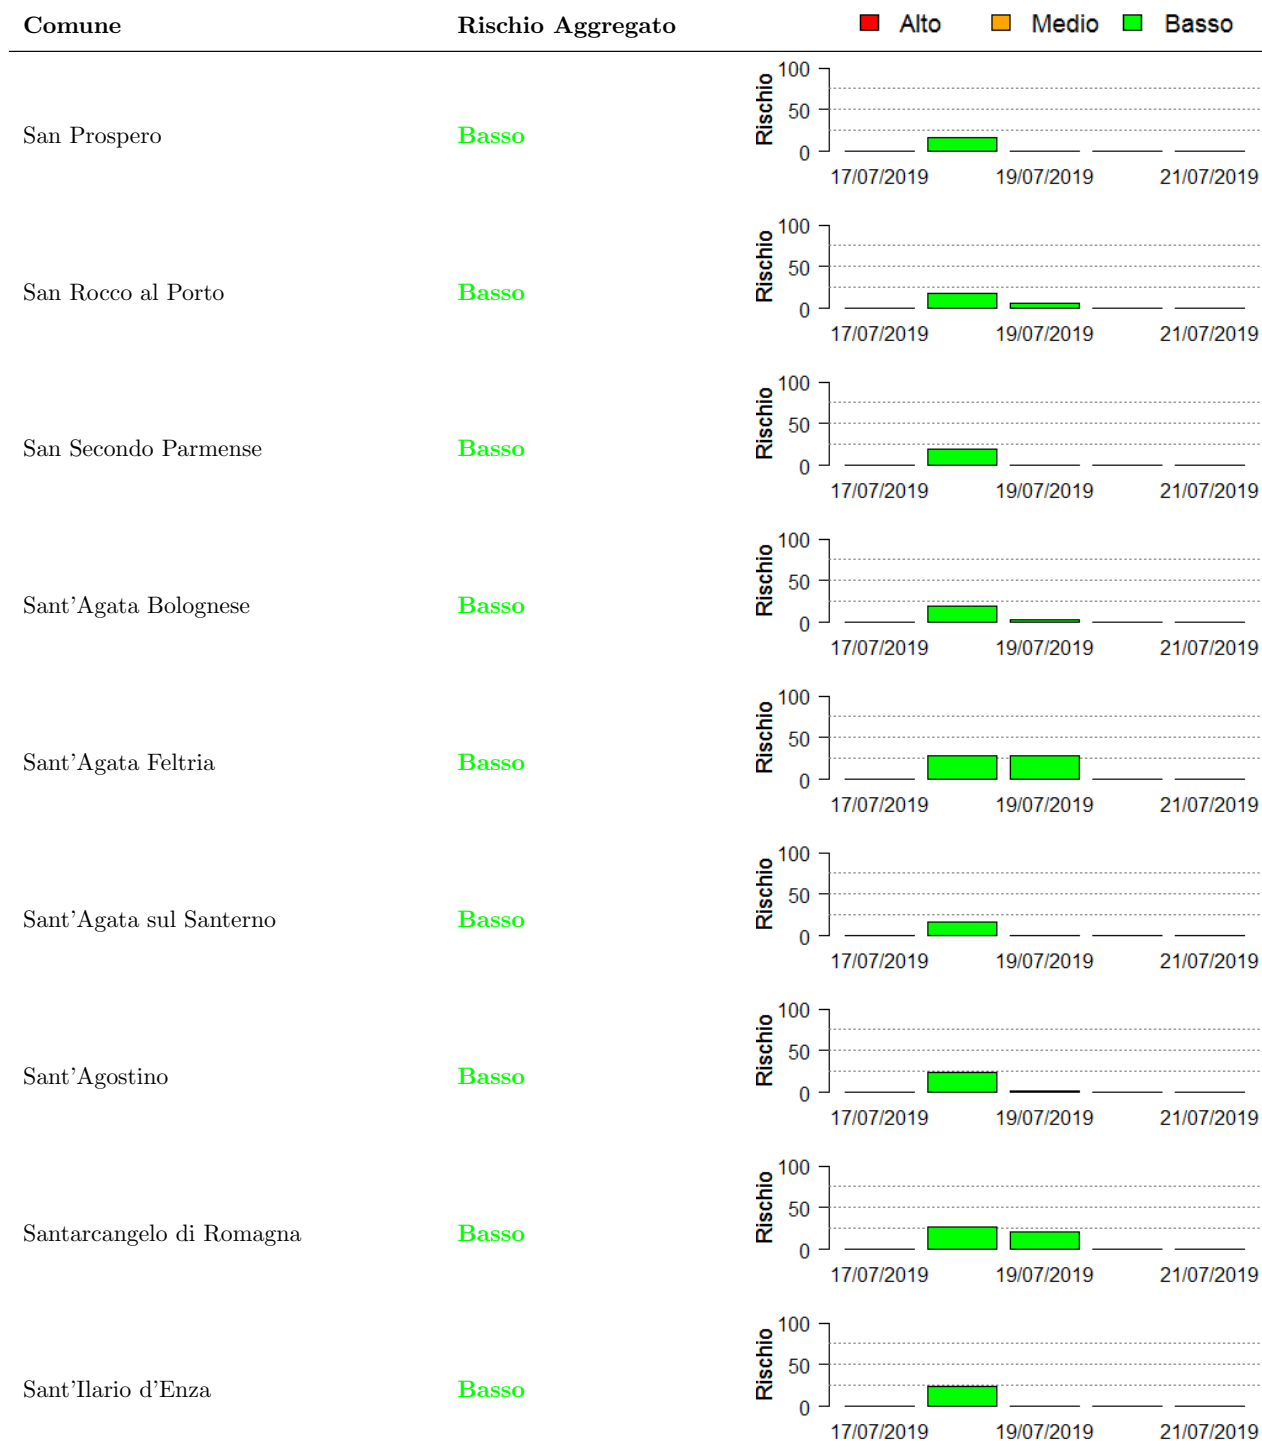 Comune Rischio Aggregato Alto Medio Basso
San Prospero Basso Rischio 100 50 0
17/07/2019 19/07/2019 21/07/2019
San Rocco al Porto Basso Rischio 100 50 0
17/07/2019 19/07/2019 21/07/2019
San Secondo Parmense Basso Rischio 100 50 0
17/07/2019 19/07/2019 21/07/2019
Sant'Agata Bolognese Basso Rischio 100 50 0
17/07/2019 19/07/2019 21/07/2019
Sant'Agata Feltria Basso Rischio 100 50 0
17/07/2019 19/07/2019 21/07/2019
Sant'Agata sul Santerno Basso Rischio 100 50 0
17/07/2019 19/07/2019 21/07/2019
Sant'Agostino Basso Rischio 100 50 0
17/07/2019 19/07/2019 21/07/2019
Santarcangelo di Romagna Basso Rischio 100 50 0
17/07/2019 19/07/2019 21/07/2019
Sant'Ilario d'Enza Basso Rischio 100 50 0
17/07/2019 19/07/2019 21/07/2019